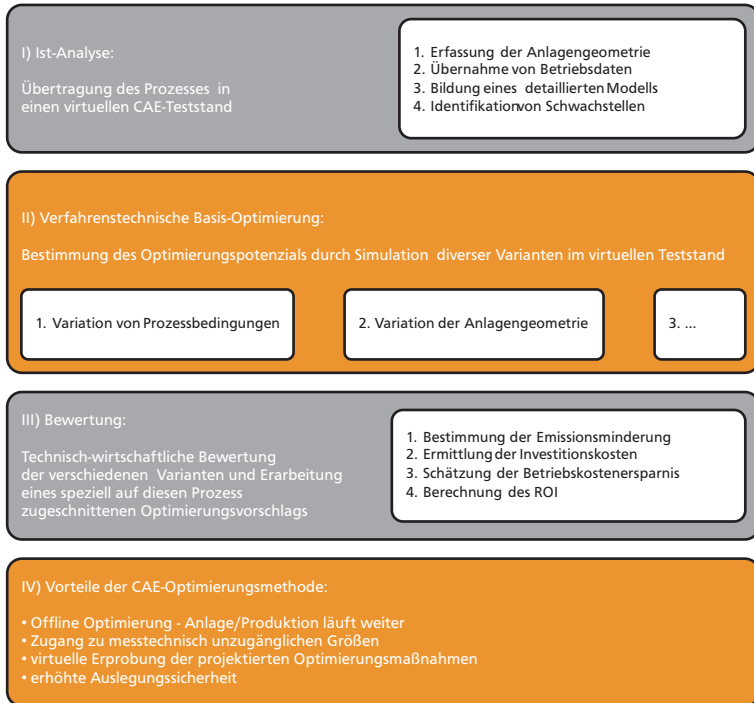 I) Ist-Analyse:
Übertragung des Prozesses in
einen virtuellen CAE-Teststand
1. Erfassung der Anlagengeometrie
2. Übernahme von Betriebsdaten
3. Bildung eines detaillierten Modells
4. Identifikation von Schwachstellen
II) Verfahrenstechnische Basis-Optimierung:
Bestimmung des Optimierungspotenzials durch Simulation diverser Varianten im virtuellen Teststand
1. Variation von Prozessbedingungen
2. Variation der Anlagengeometrie
3. ...
III) Bewertung:
Technisch-wirtschaftliche Bewertung
der verschiedenen Varianten und Erarbeitung
eines speziell auf diesen Prozess
zugeschnittenen Optimierungsvorschlags
1. Bestimmung der Emissionsminderung
2. Ermittlung der Investitionskosten
3. Schätzung der Betriebskostenersparnis
4. Berechnung des ROI
IV) Vorteile der CAE-Optimierungsmethode:
• Offline Optimierung - Anlage/Produktion läuft weiter
• Zugang zu messtechnisch unzugänglichen Größen
• virtuelle Erprobung der projektierten Optimierungsmaßnahmen
• erhöhte Auslegungssicherheit